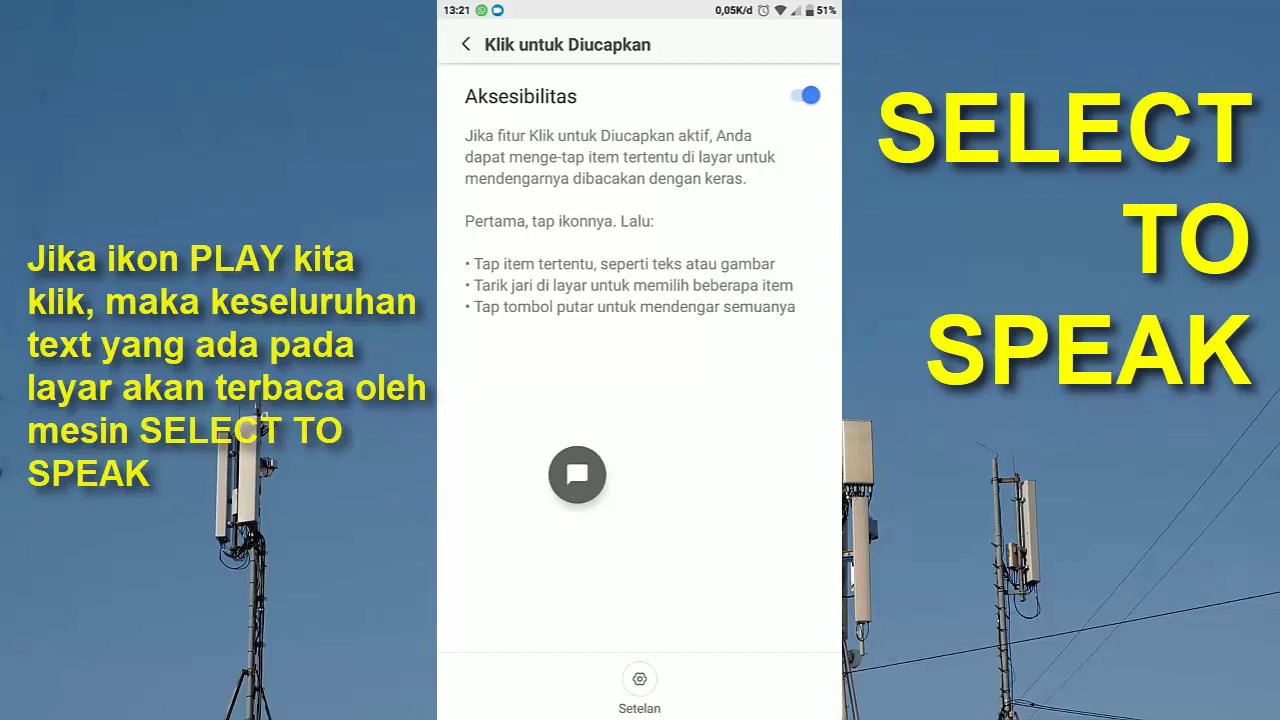 13:21
0,05K/d
51%
Klik untuk Diucapkan
Aksesibilitas
Jika fitur Klik untuk Diucapkan aktif, Anda
dapat menge-tap item tertentu di layar untuk
mendengarnya dibacakan dengan keras.
Pertama, tap ikonnya. Lalu:
• Tap item tertentu, seperti teks atau gambar
• Tarik jari di layar untuk memilih beberapa item
• Tap tombol putar untuk mendengar semuanya
Setelan
Jika ikon PLAY kita
klik, maka keseluruhan
text yang ada pada
layar akan terbaca oleh
mesin SELECT TO
SPEAK
SELECT
TO
SPEAK